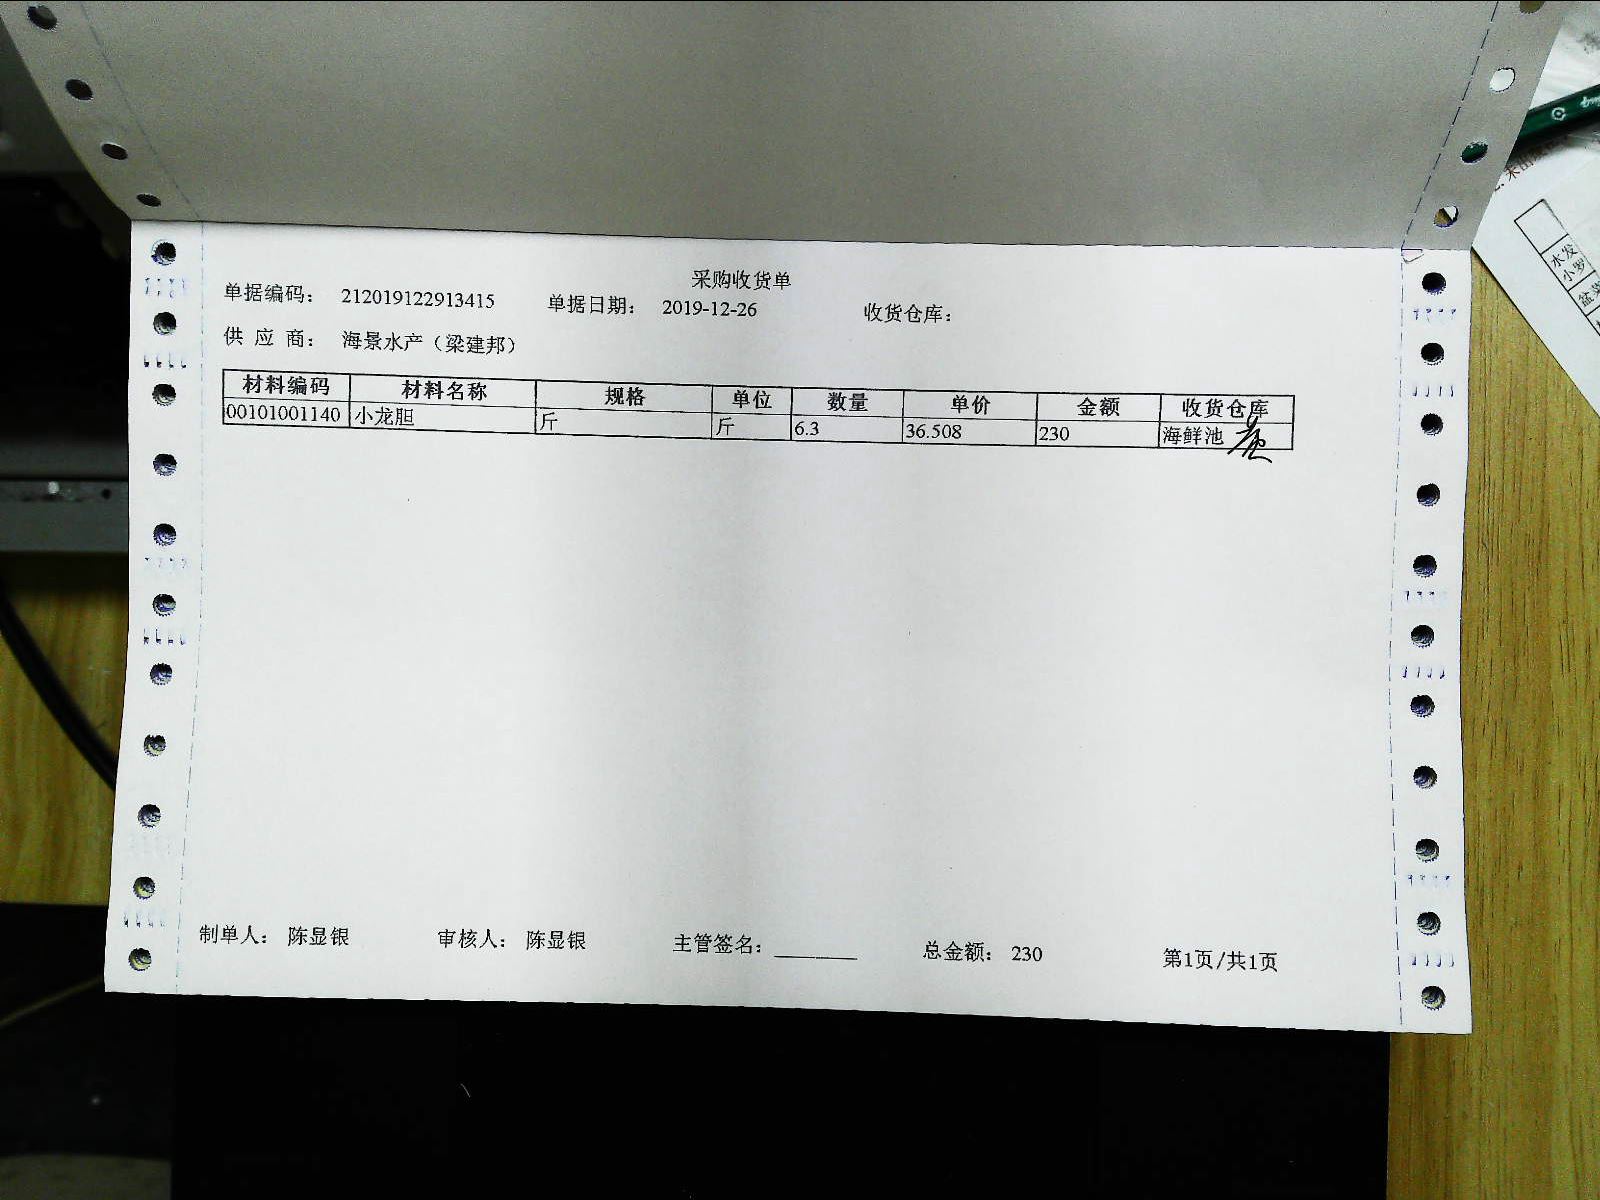 采购收货单
单据编码： 212019122913415 单据日期： 2019-12-26 收货仓库：
供 应 商： 海景水产（梁建邦）
材料编码 材料名称 规格 单位 数量 单价 金额 收货仓库
00101001140 小龙胆 斤 斤 6.3 36.508 230 海鲜池
制单人： 陈显银 审核人： 陈显银 主管签名： 总金额： 230 第1页/共1页
水发
小罗